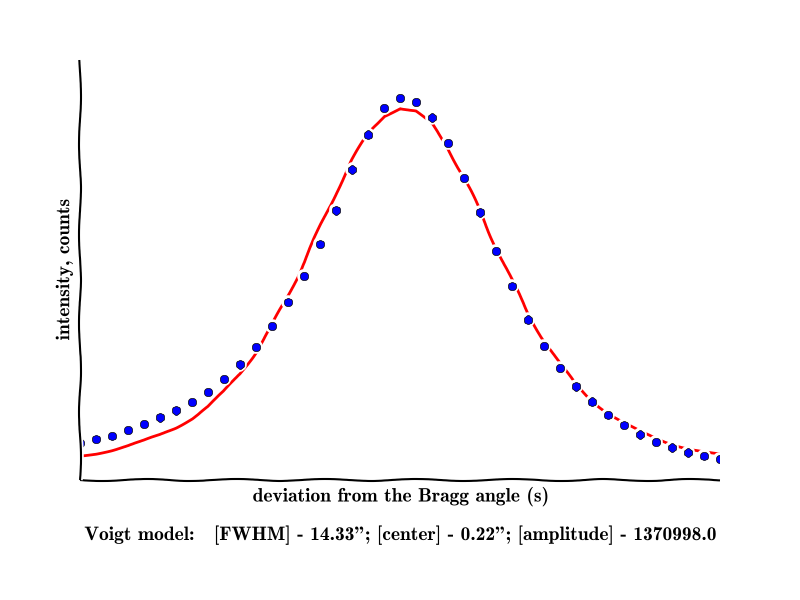 intensity, counts
deviation from the Bragg angle (s)
Voigt model: [FWHM] - 14.33”; [center] - 0.22”; [amplitude] - 1370998.0